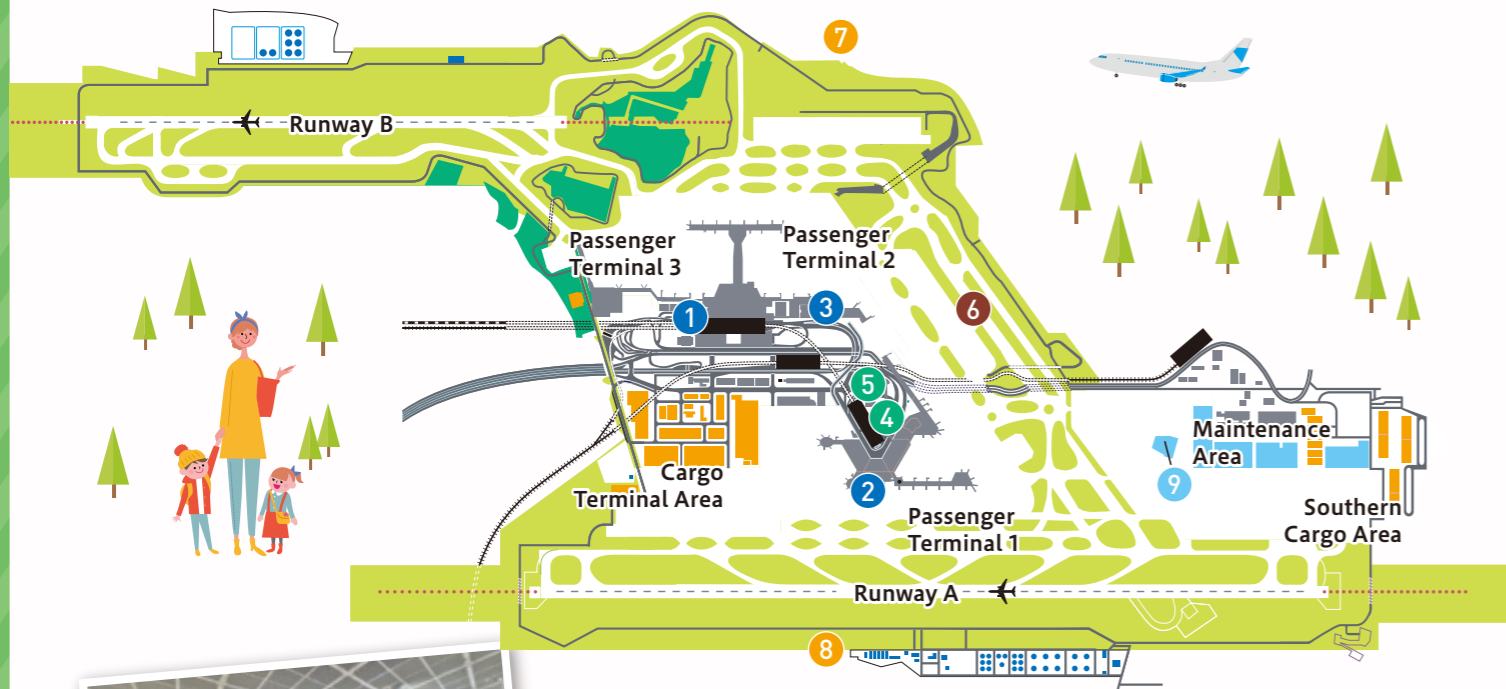 7
Runway B
Passenger
Terminal 3
Passenger
Terminal 2
1
3
6
5
4
Maintenance
Area
Cargo
Terminal Area
2
9
Passenger
Terminal 1
Southern
Cargo Area
Runway A
8